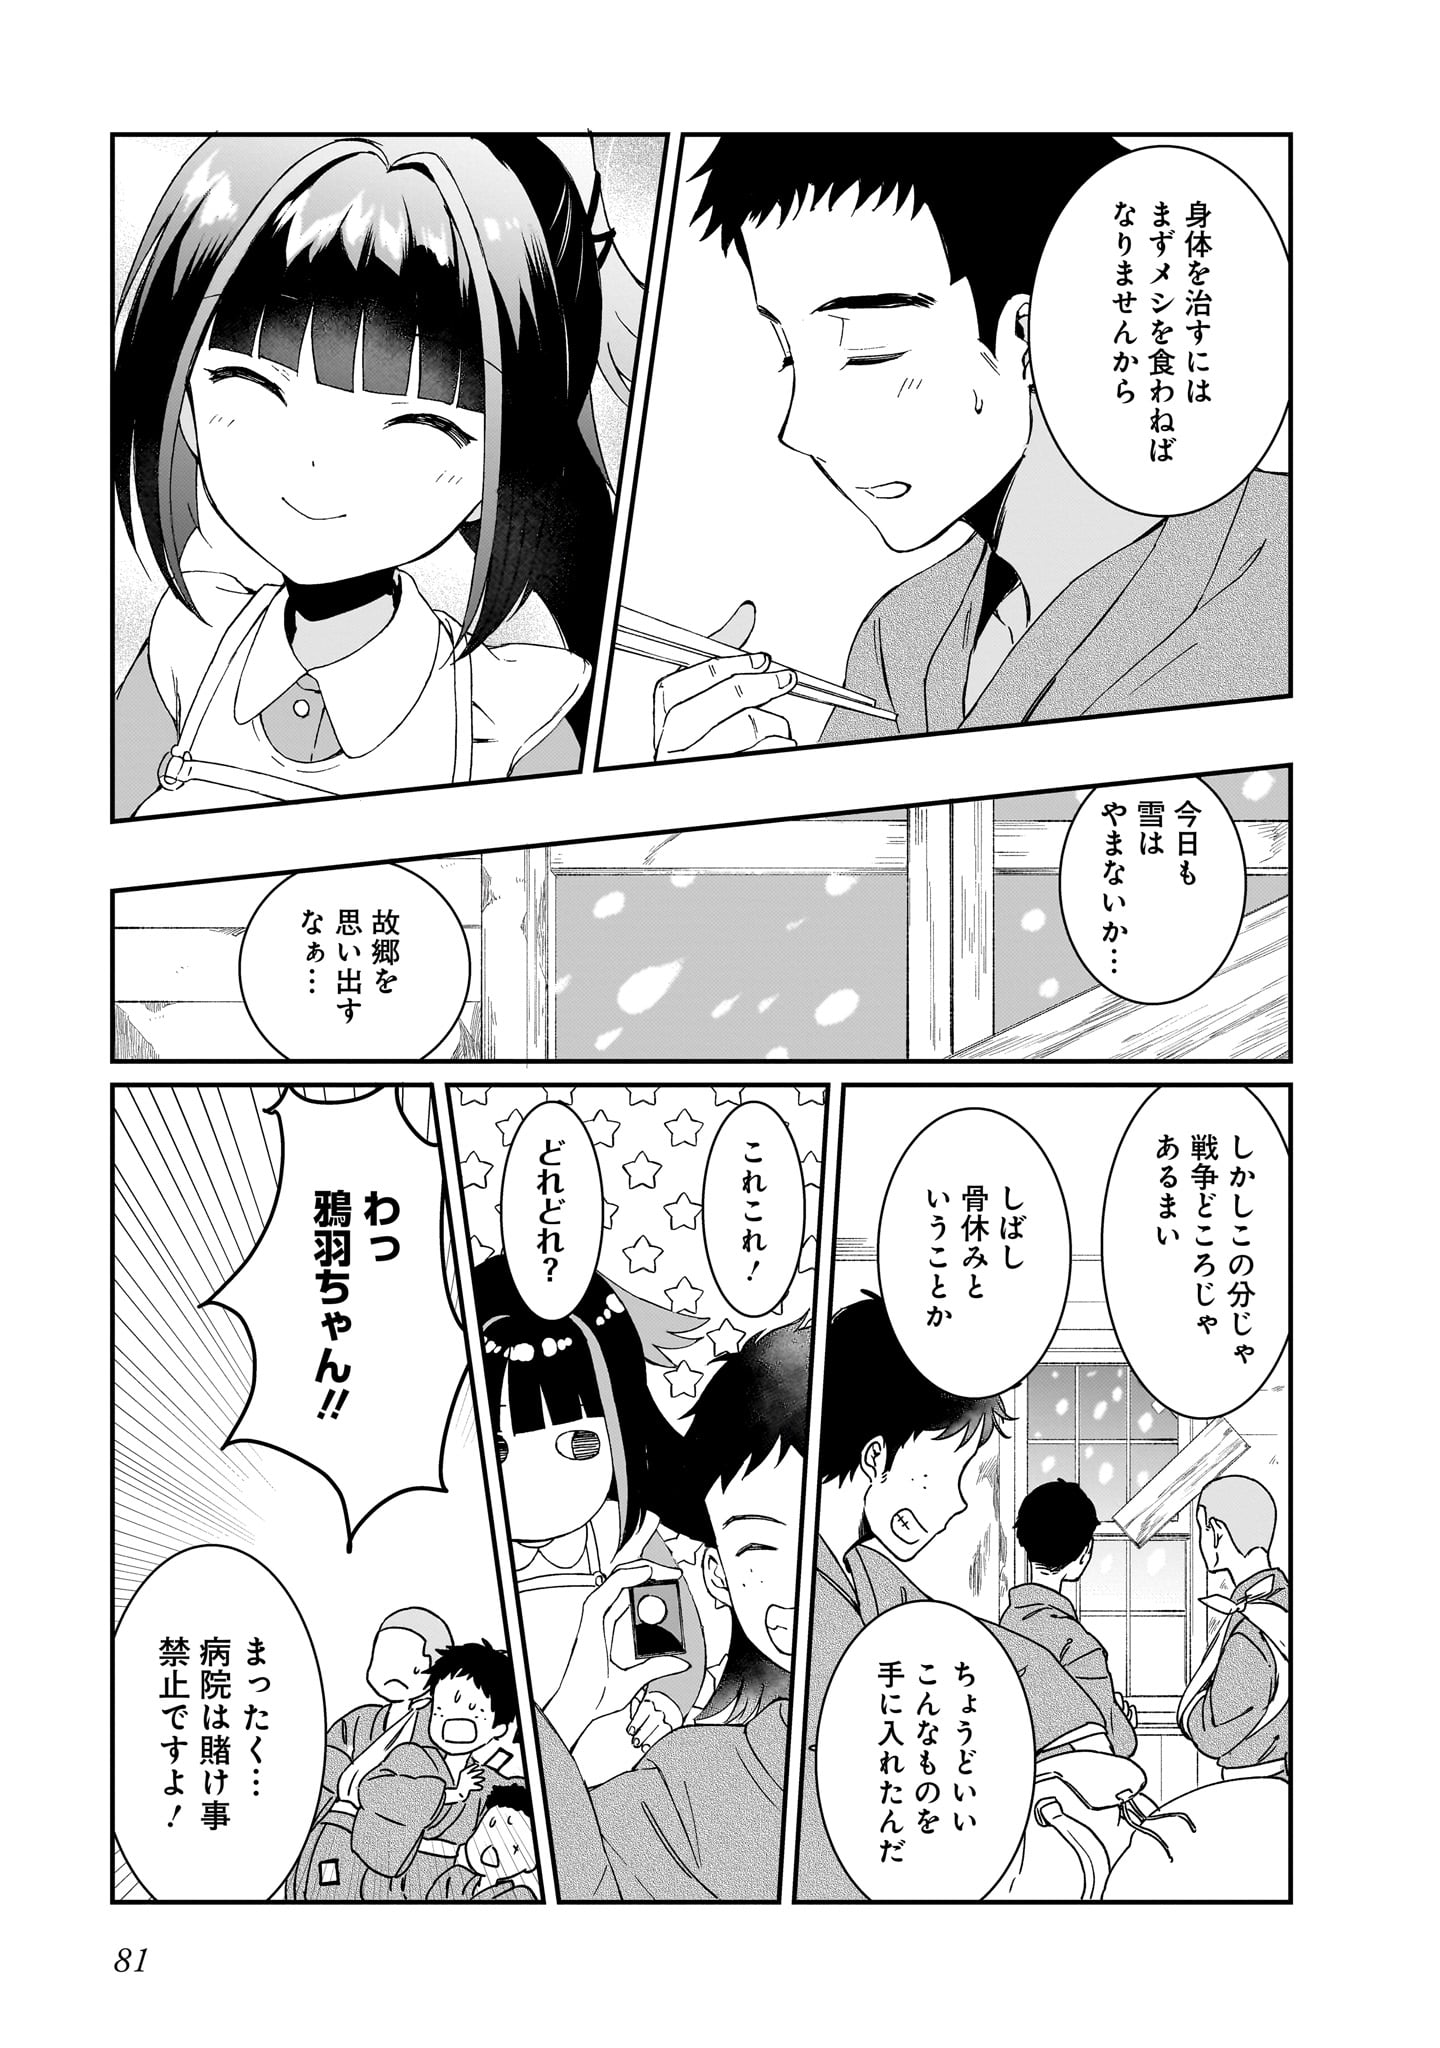 身体を治すには
まずメシを食わねば
なりませんから
今日も
雪は
やまないか…
故郷を
思い出す
なぁ…
しかしこの分じゃ
戦争どころじゃ
あるまい
しばし
骨休みと
いうことか
ちょうどいい
こんなものを
手に入れたんだ
これこれ！
どれどれ？
わっ
鴉羽ちゃん!!
まったく…
病院は賭け事
禁止ですよ！
81